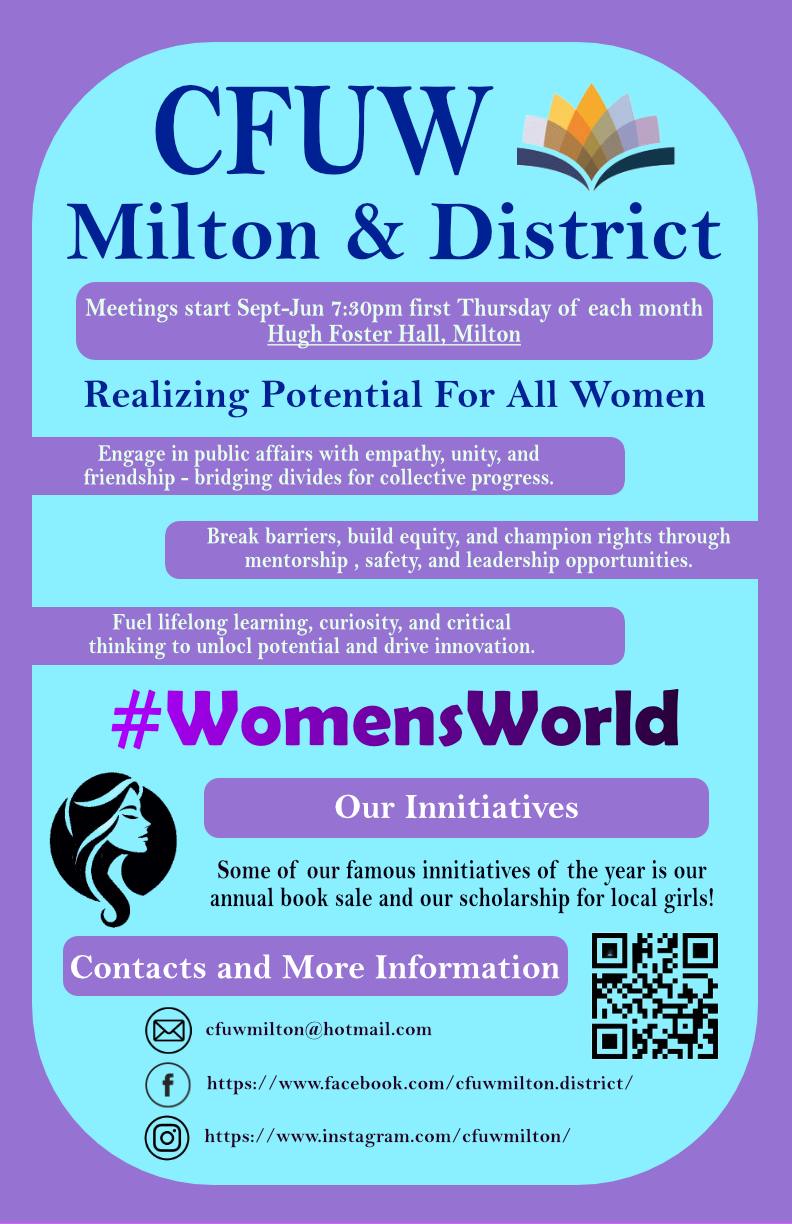 CFUW
Milton & District
Meetings start Sept-Jun 7:30pm first Thursday of each month
Hugh Foster Hall, Milton
Realizing Potential For All Women
Engage in public affairs with empathy, unity, and
friendship - bridging divides for collective progress.
Break barriers, build equity, and champion rights through
mentorship , safety, and leadership opportunities.
Fuel lifelong learning, curiosity, and critical
thinking to unlocl potential and drive innovation.
#WomensWorld
Our Innitiatives
Some of our famous innitiatives of the year is our
annual book sale and our scholarship for local girls!
Contacts and More Information
cfuwmilton@hotmail.com
https://www.facebook.com/cfuwmilton.district/
https://www.instagram.com/cfuwmilton/